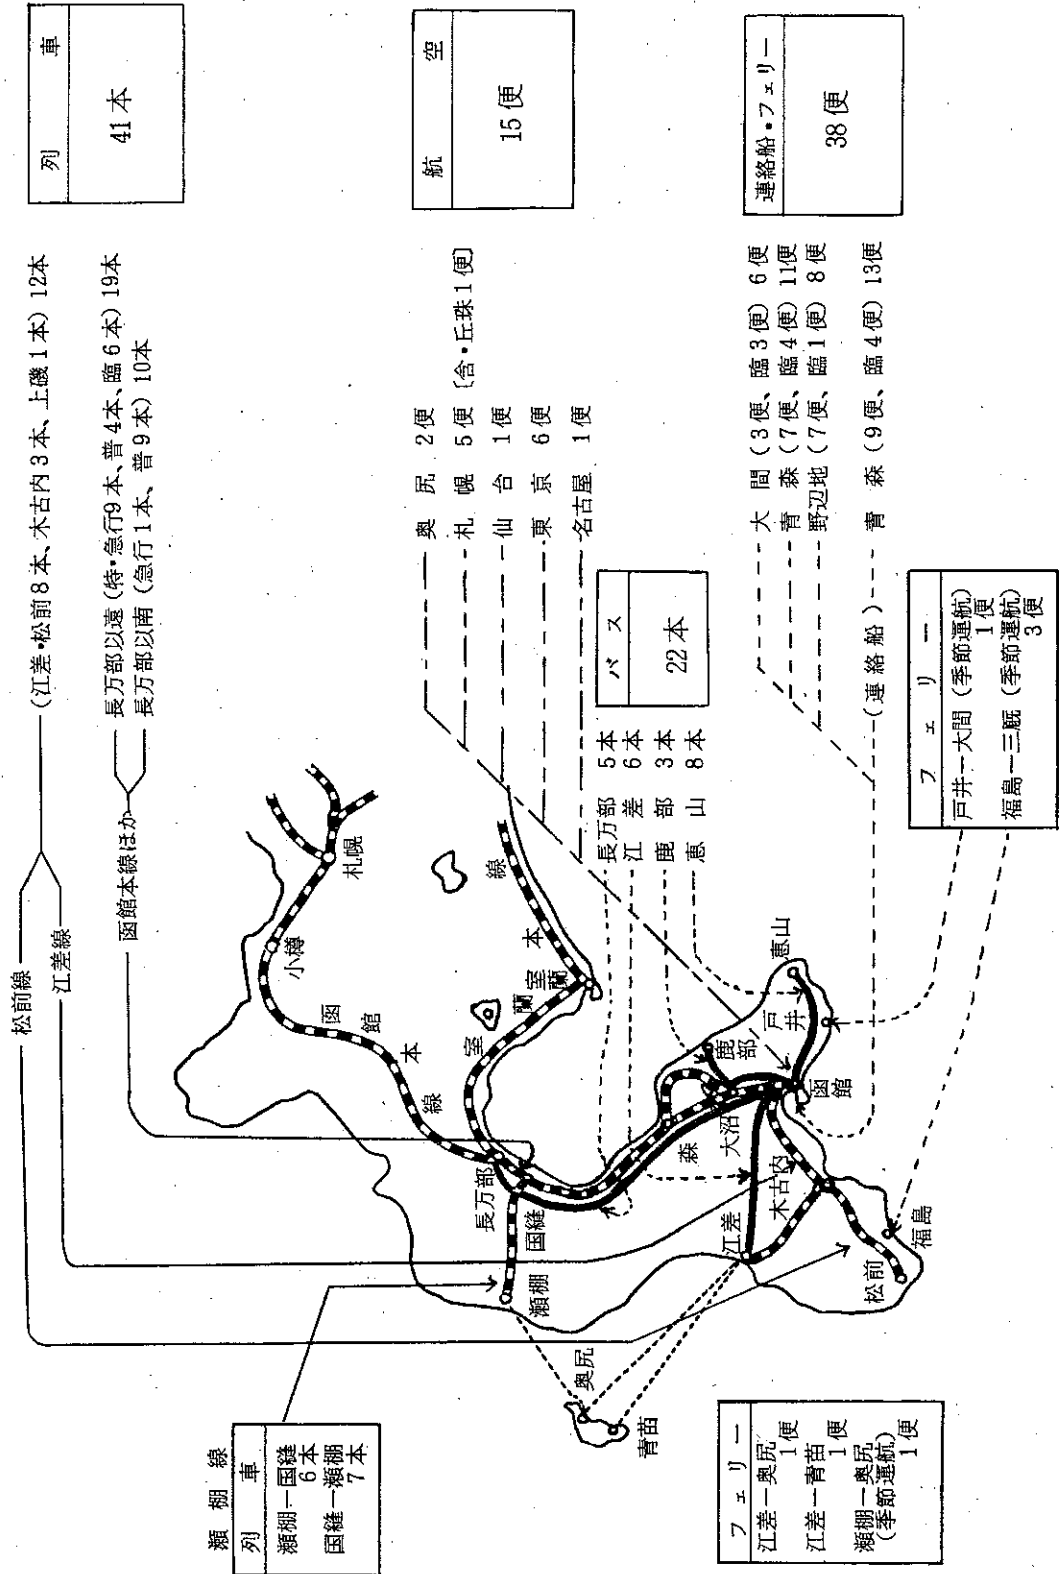 (江差・松前8本、木古内3本、上磯1本) 12本
松前線
江差線
長万部以遠(特・急行9本、普4本、臨6本) 19本
長万部以南(急行1本、普9本) 10本
函館本線ほか
列車
41本
奥尻 2便
札幌 5便〔含・丘珠1便〕
仙台 1便
東京 6便
名古屋 1便
航空
15便
長万部 5本
江差 6本
鹿部 3本
恵山 8本
バス
22本
大間(3便、臨3便) 6便
青森(7便、臨4便) 11便
野辺地(7便、臨1便) 8便
(連絡船) 青森(9便、臨4便) 13便
連絡船・フェリー
38便
フェリー
戸井ー大間(季節運航)
1便
福島ー三厩(季節運航)
3便
瀬棚線
列車
瀬棚ー国縫
6本
国縫ー瀬棚
7本
フェリー
江差ー奥尻
1便
江差ー青苗
1便
瀬棚ー奥尻
(季節運航)
1便
札幌
小樽
函館本線
室蘭本線
室蘭
長万部
国縫
瀬棚
奥尻
青苗
森
大沼
鹿部
恵山
戸井
函館
江差
木古内
福島
松前